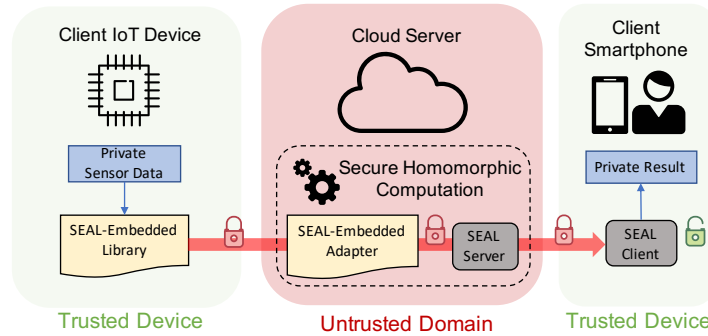 Client IoT Device
Private
Sensor Data
SEAL-Embedded
Library
Trusted Device
Cloud Server
Secure Homomorphic
Computation
SEAL-Embedded
Adapter
SEAL
Server
Untrusted Domain
Client
Smartphone
Private Result
SEAL
Client
Trusted Device